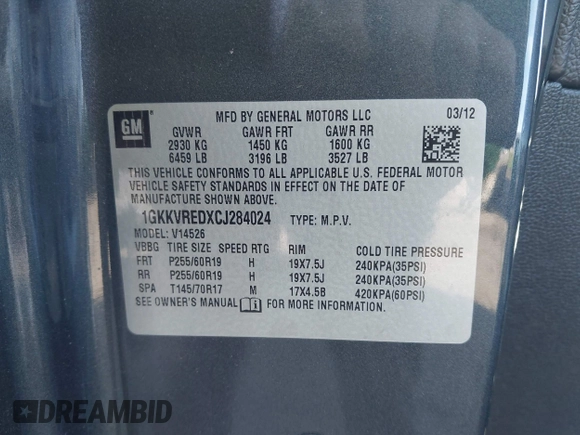 GM
MFD BY GENERAL MOTORS LLC 03/12
GVWR GAWR FRT GAWR RR
2930 KG 1450 KG 1600 KG
6459 LB 3196 LB 3527 LB
THIS VEHICLE CONFORMS TO ALL APPLICABLE U.S. FEDERAL MOTOR
VEHICLE SAFETY STANDARDS IN EFFECT ON THE DATE OF
MANUFACTURE SHOWN ABOVE.
1GKKVREDXCJ284024 TYPE: M.P.V.
MODEL: V14526
VBBG TIRE SIZE SPEED RTG RIM COLD TIRE PRESSURE
FRT P255/60R19 H 19X7.5J 240KPA(35PSI)
RR P255/60R19 H 19X7.5J 240KPA(35PSI)
SPA T145/70R17 M 17X4.5B 420KPA(60PSI)
SEE OWNER'S MANUAL FOR MORE INFORMATION.
DREAMBID